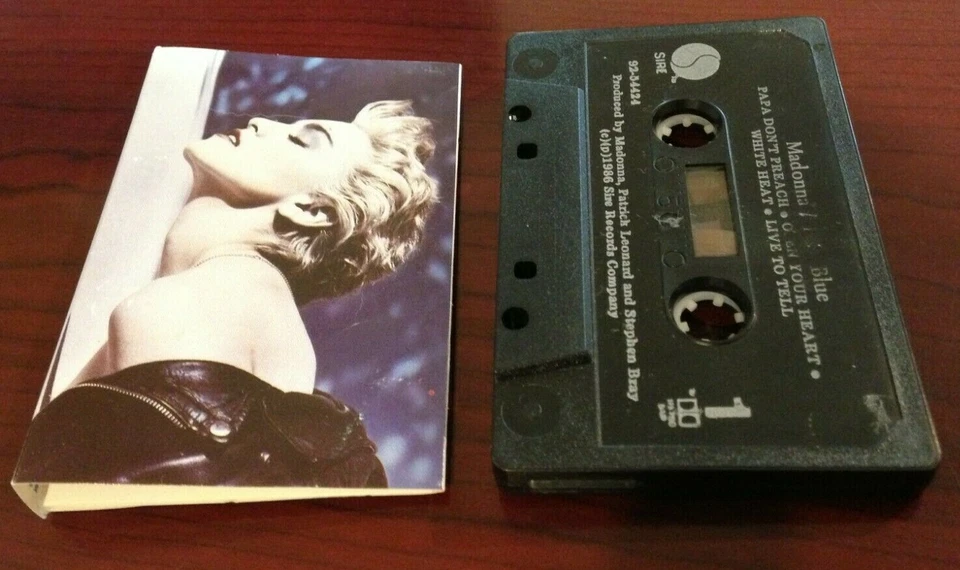 SIRE
92-54424
Produced by Madonna, Patrick Leonard and Stephen Bray
(c)(p)1986 Sire Records Company
Madonna / Blue
PAPA DON'T PREACH • OPEN YOUR HEART •
WHITE HEAT • LIVE TO TELL
1